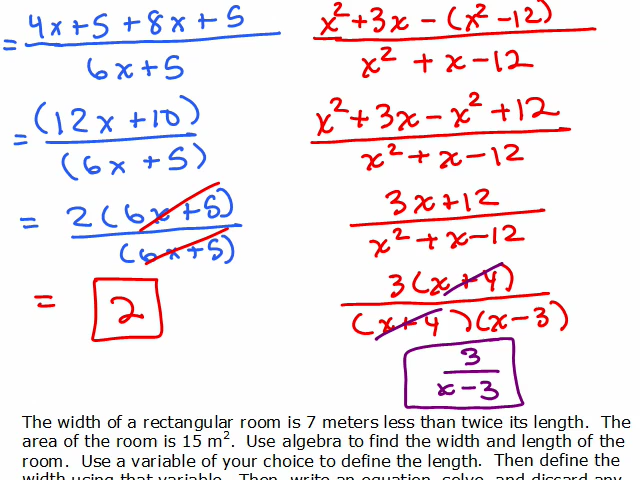 = (4x+5+8x+5)/(6x+5)
= (12x+10)/(6x+5)
= 2(6x+5)/(6x+5)
= 2
x²+3x-(x²-12)/x²+x-12
x²+3x-x²+12/x²+x-12
3x+12/x²+x-12
3(x+4)/(x+4)(x-3)
3/x-3
The width of a rectangular room is 7 meters less than twice its length. The
area of the room is 15 m². Use algebra to find the width and length of the
room. Use a variable of your choice to define the length. Then define the
width using that variable. Then, write an equation, solve, and discard any